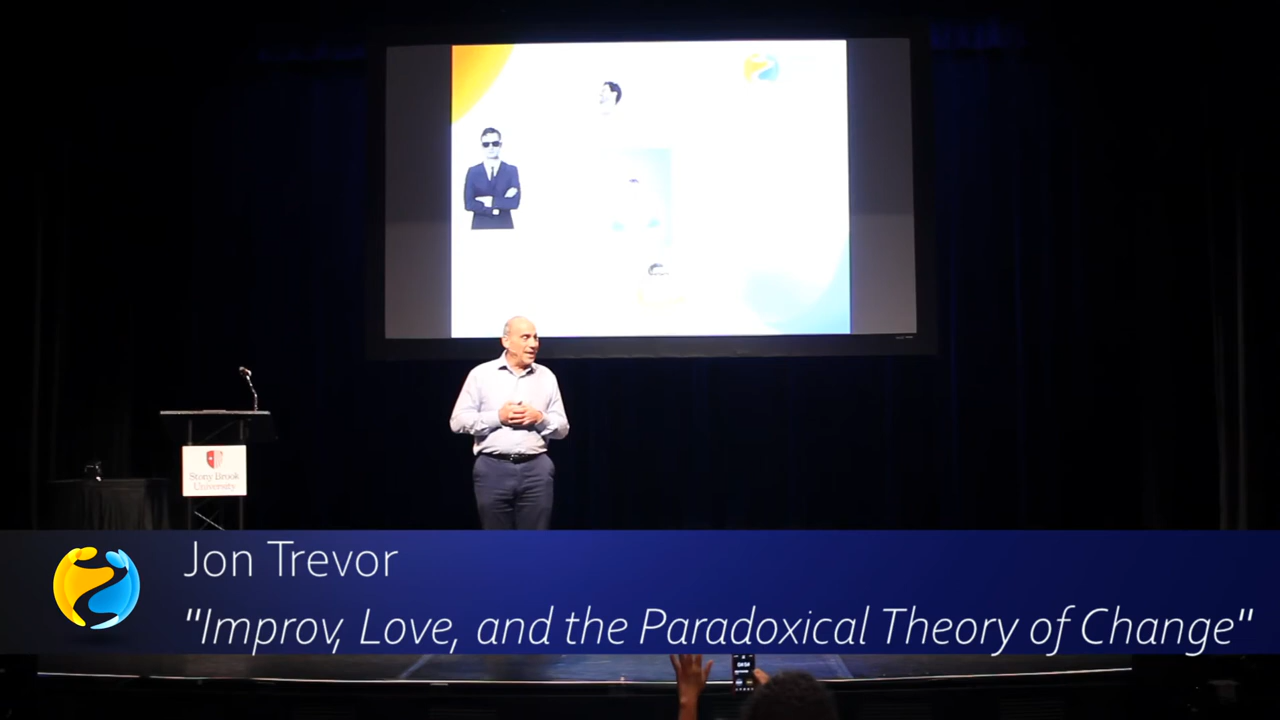 Stony Brook
University
Jon Trevor
"Improv, Love, and the Paradoxical Theory of Change"